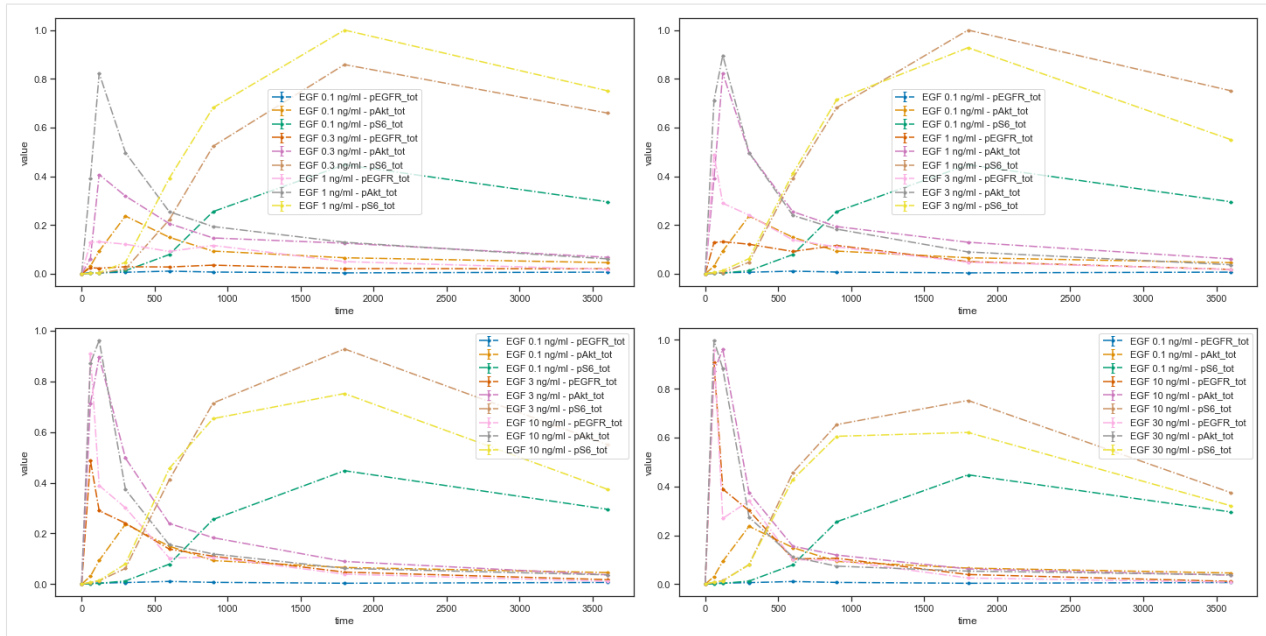 1.0
0.8
0.6
0.4
0.2
0.0
value
EGF 0.1 ng/ml - pEGFR_tot
EGF 0.1 ng/ml - pAkt_tot
EGF 0.1 ng/ml - pS6_tot
EGF 0.3 ng/ml - pEGFR_tot
EGF 0.3 ng/ml - pAkt_tot
EGF 0.3 ng/ml - pS6_tot
EGF 1 ng/ml - pEGFR_tot
EGF 1 ng/ml - pAkt_tot
EGF 1 ng/ml - pS6_tot
0 500 1000 1500 2000 2500 3000 3500
time
1.0
0.8
0.6
0.4
0.2
0.0
value
EGF 0.1 ng/ml - pEGFR_tot
EGF 0.1 ng/ml - pAkt_tot
EGF 0.1 ng/ml - pS6_tot
EGF 1 ng/ml - pEGFR_tot
EGF 1 ng/ml - pAkt_tot
EGF 1 ng/ml - pS6_tot
EGF 3 ng/ml - pEGFR_tot
EGF 3 ng/ml - pAkt_tot
EGF 3 ng/ml - pS6_tot
0 500 1000 1500 2000 2500 3000 3500
time
1.0
0.8
0.6
0.4
0.2
0.0
value
EGF 0.1 ng/ml - pEGFR_tot
EGF 0.1 ng/ml - pAkt_tot
EGF 0.1 ng/ml - pS6_tot
EGF 3 ng/ml - pEGFR_tot
EGF 3 ng/ml - pAkt_tot
EGF 3 ng/ml - pS6_tot
EGF 10 ng/ml - pEGFR_tot
EGF 10 ng/ml - pAkt_tot
EGF 10 ng/ml - pS6_tot
0 500 1000 1500 2000 2500 3000 3500
time
1.0
0.8
0.6
0.4
0.2
0.0
value
EGF 0.1 ng/ml - pEGFR_tot
EGF 0.1 ng/ml - pAkt_tot
EGF 0.1 ng/ml - pS6_tot
EGF 10 ng/ml - pEGFR_tot
EGF 10 ng/ml - pAkt_tot
EGF 10 ng/ml - pS6_tot
EGF 30 ng/ml - pEGFR_tot
EGF 30 ng/ml - pAkt_tot
EGF 30 ng/ml - pS6_tot
0 500 1000 1500 2000 2500 3000 3500
time